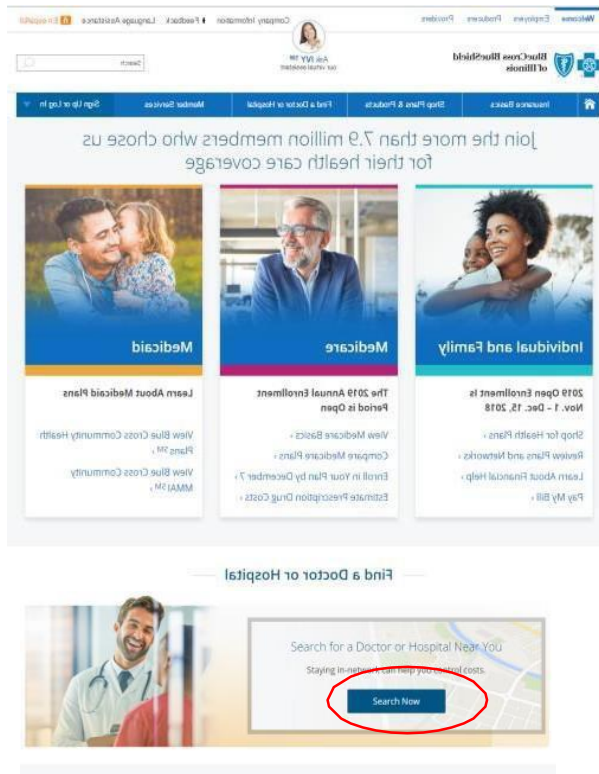 Welcome Employers Producers Providers Company Information Feedback Language Assistance En español
BlueCross BlueShield
of Illinois
Ask IVY SM
our virtual assistant
Search
Insurance Basics Shop Plans & Products Find a Doctor or Hospital Member Services Sign Up or Log In
Join the more than 7.9 million members who chose us
for their health care coverage
Individual and Family
2019 Open Enrollment is
Nov. 1 - Dec. 15, 2018
Shop for Health Plans ›
Review Plans and Networks ›
Learn About Financial Help ›
Pay My Bill ›
Medicare
The 2019 Annual Enrollment
Period is Open
View Medicare Basics ›
Compare Medicare Plans ›
Enroll in Your Plan by December 7 ›
Estimate Prescription Drug Costs ›
Medicaid
Learn About Medicaid Plans
View Blue Cross Community Health
Plans SM ›
View Blue Cross Community
MMAI SM ›
Find a Doctor or Hospital
Search for a Doctor or Hospital Near You
Staying in-network can help you control costs.
Search Now